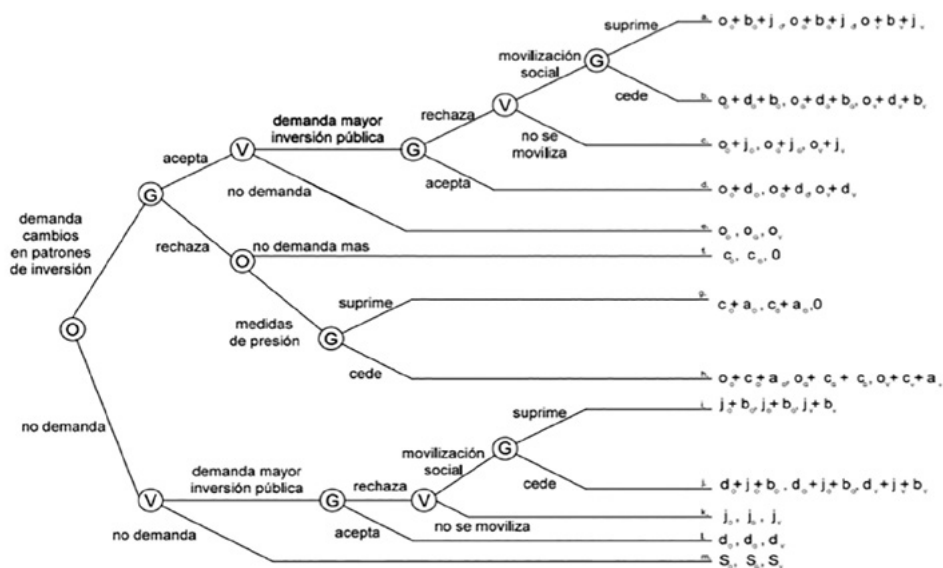 suprime
a. o + b + j , o + b + j , o + b + j
movilización
social
G
cede
b. o + d + b , o + d + b , o + d + b
demanda mayor
inversión pública
rechaza
V
no se
moviliza
c. o + j , o + j , o + j
acepta
V
G
acepta
d. o + d , o + d , o + d
no demanda
G
e. o , o , o
demanda
cambios
en patrones
de inversión
rechaza
O
no demanda mas
f. c , c , 0
suprime
g. c + a , c + a , 0
O
medidas
de presión
G
cede
h. o + c + a , o + c + c , o + c + a
suprime
i. j + b , j + b , j + b
no demanda
movilización
social
G
cede
j. d + j + b , d + j + b , d + j + b
demanda mayor
inversión pública
rechaza
V
G
V
no se moviliza
k. j , j , j
no demanda
acepta
l. d , d , d
m. S , S , S